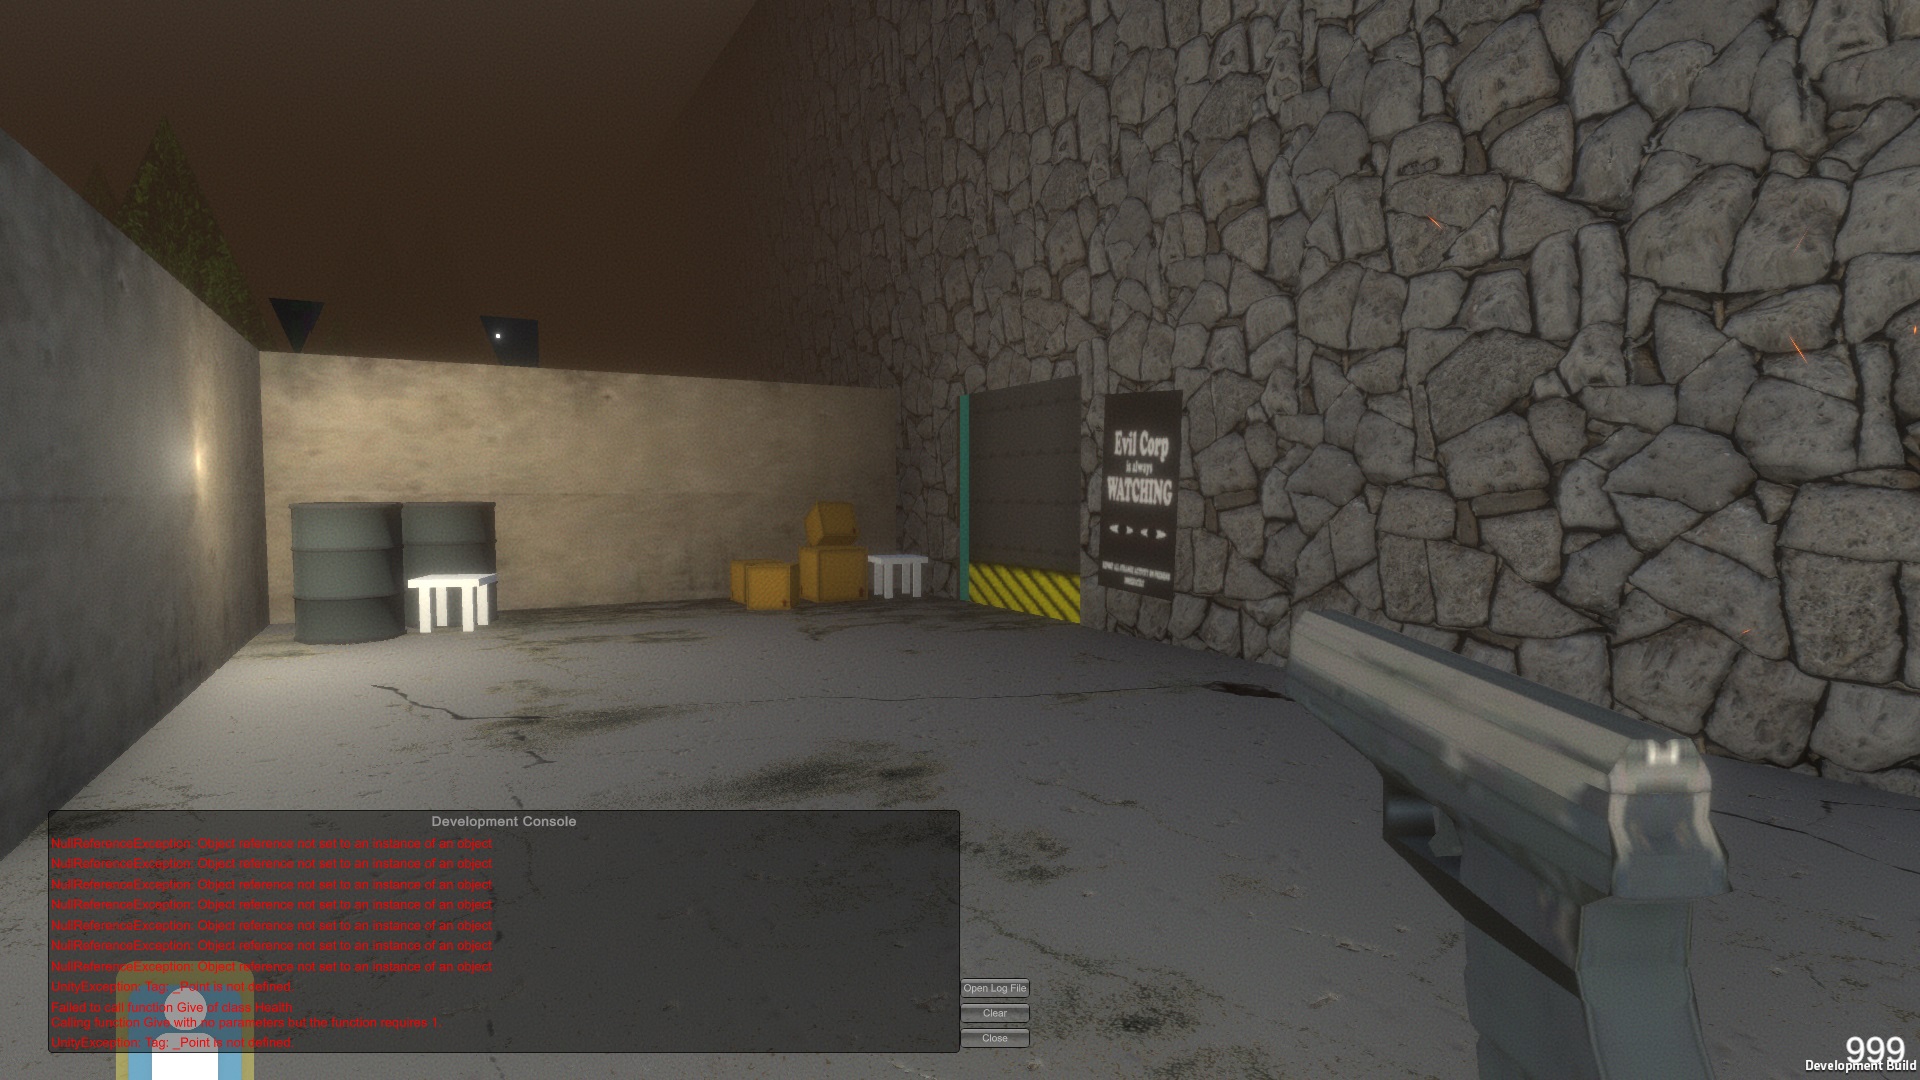 Evil Corp
is always
WATCHING
Development Console
NullReferenceException: Object reference not set to an instance of an object
NullReferenceException: Object reference not set to an instance of an object
NullReferenceException: Object reference not set to an instance of an object
NullReferenceException: Object reference not set to an instance of an object
NullReferenceException: Object reference not set to an instance of an object
NullReferenceException: Object reference not set to an instance of an object
NullReferenceException: Object reference not set to an instance of an object
UnityException: Tag: _Point is not defined.
Failed to call function Give of class Health
Calling function Give with no parameters but the function requires 1.
UnityException: Tag: _Point is not defined.
Open Log File
Clear
Close
999
Development Build